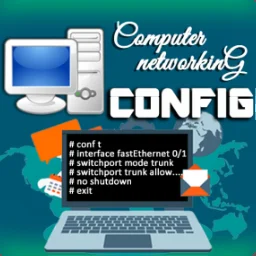 Computer
networkinG
CONFIG
# conf t
# interface fastEthernet 0/1
# switchport mode trunk
# switchport trunk allow....
# no shutdown
# exit